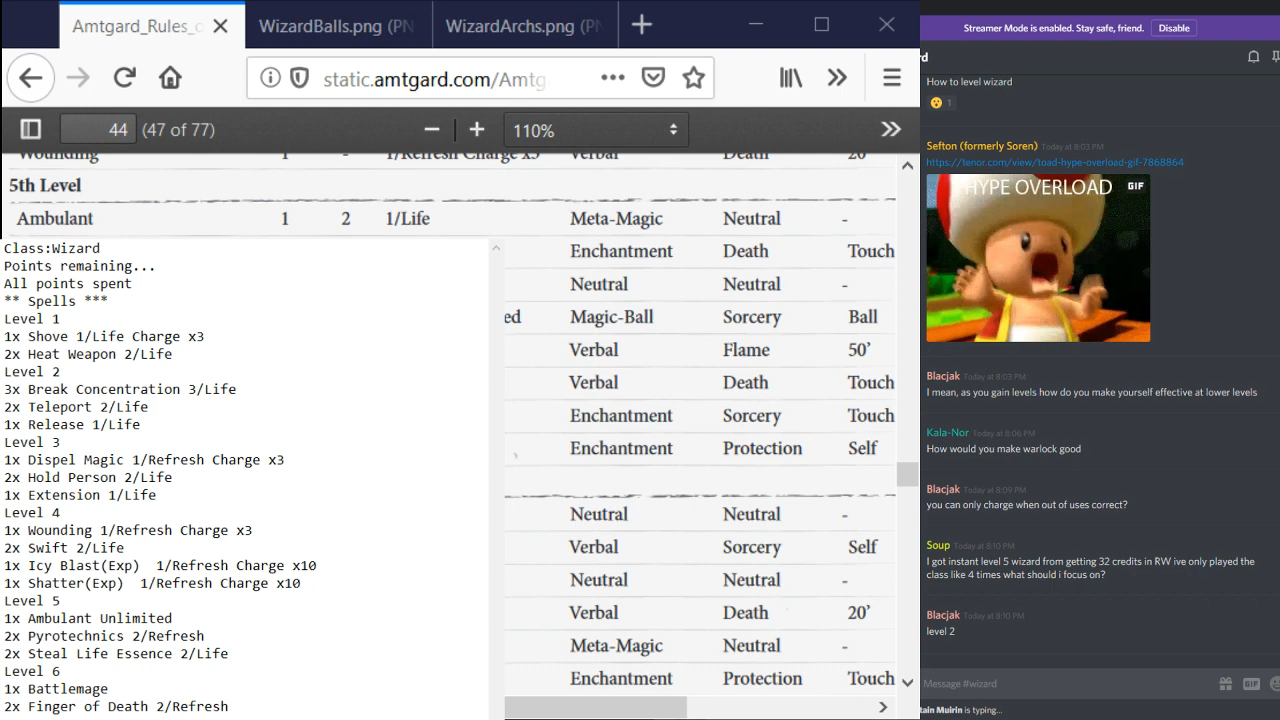 Amtgard_Rules_o
WizardBalls.png (PN
WizardArchs.png (PN
static.amtgard.com/Amtg
44 (47 of 77)
110%
Wounding 1 - 1/Refresh Charge x3 Verbal Death 20'
5th Level
Ambulant 1 2 1/Life Meta-Magic Neutral -
Enchantment Death Touch
Neutral Neutral -
ed Magic-Ball Sorcery Ball
Verbal Flame 50'
Verbal Death Touch
Enchantment Sorcery Touch
Enchantment Protection Self
Neutral Neutral -
Verbal Sorcery Self
Neutral Neutral -
Verbal Death 20'
Meta-Magic Neutral -
Enchantment Protection Touch
Class:Wizard
Points remaining...
All points spent
** Spells ***
Level 1
1x Shove 1/Life Charge x3
2x Heat Weapon 2/Life
Level 2
3x Break Concentration 3/Life
2x Teleport 2/Life
1x Release 1/Life
Level 3
1x Dispel Magic 1/Refresh Charge x3
2x Hold Person 2/Life
1x Extension 1/Life
Level 4
1x Wounding 1/Refresh Charge x3
2x Swift 2/Life
1x Icy Blast(Exp)  1/Refresh Charge x10
1x Shatter(Exp)  1/Refresh Charge x10
Level 5
1x Ambulant Unlimited
2x Pyrotechnics 2/Refresh
2x Steal Life Essence 2/Life
Level 6
1x Battlemage
2x Finger of Death 2/Refresh
Streamer Mode is enabled. Stay safe, friend. Disable
rd
How to level wizard
1
Sefton (formerly Soren) Today at 8:03 PM
https://tenor.com/view/toad-hype-overload-gif-7868864
HYPE OVERLOAD GIF
Blacjak Today at 8:03 PM
I mean, as you gain levels how do you make yourself effective at lower levels
Kala-Nor Today at 8:06 PM
How would you make warlock good
Blacjak Today at 8:09 PM
you can only charge when out of uses correct?
Soup Today at 8:10 PM
I got instant level 5 wizard from getting 32 credits in RW ive only played the
class like 4 times what should i focus on?
Blacjak Today at 8:10 PM
level 2
Message #wizard
GIF
tain Muirin is typing...